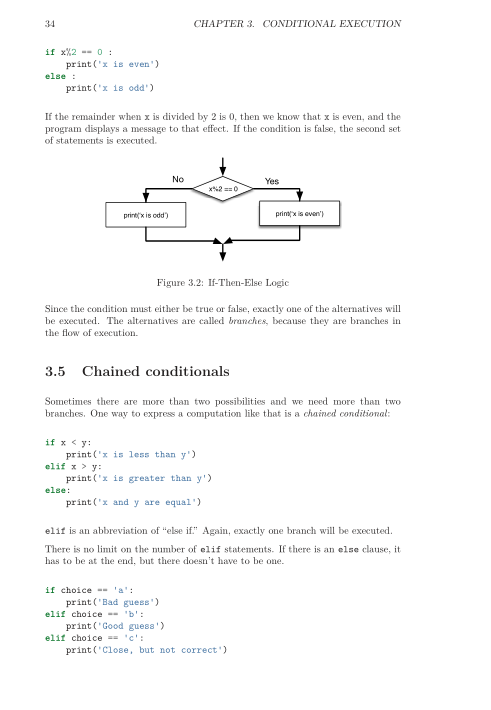 34 CHAPTER 3. CONDITIONAL EXECUTION
if x%2 == 0 :
    print('x is even')
else :
    print('x is odd')
If the remainder when x is divided by 2 is 0, then we know that x is even, and the
program displays a message to that effect. If the condition is false, the second set
of statements is executed.
No Yes
x%2 == 0
print('x is odd') print('x is even')
Figure 3.2: If-Then-Else Logic
Since the condition must either be true or false, exactly one of the alternatives will
be executed. The alternatives are called branches, because they are branches in
the flow of execution.
3.5 Chained conditionals
Sometimes there are more than two possibilities and we need more than two
branches. One way to express a computation like that is a chained conditional:
if x < y:
    print('x is less than y')
elif x > y:
    print('x is greater than y')
else:
    print('x and y are equal')
elif is an abbreviation of “else if.” Again, exactly one branch will be executed.
There is no limit on the number of elif statements. If there is an else clause, it
has to be at the end, but there doesn’t have to be one.
if choice == 'a':
    print('Bad guess')
elif choice == 'b':
    print('Good guess')
elif choice == 'c':
    print('Close, but not correct')